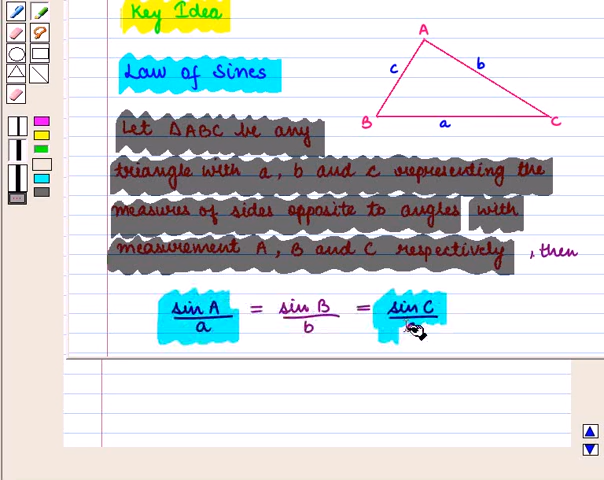 Key Idea
Law of Sines
A
c
b
B
a
C
Let ΔABC be any
triangle with a, b and c representing the
measures of sides opposite to angles with
measurement A, B and C respectively, then
sin A / a = sin B / b = sin C /